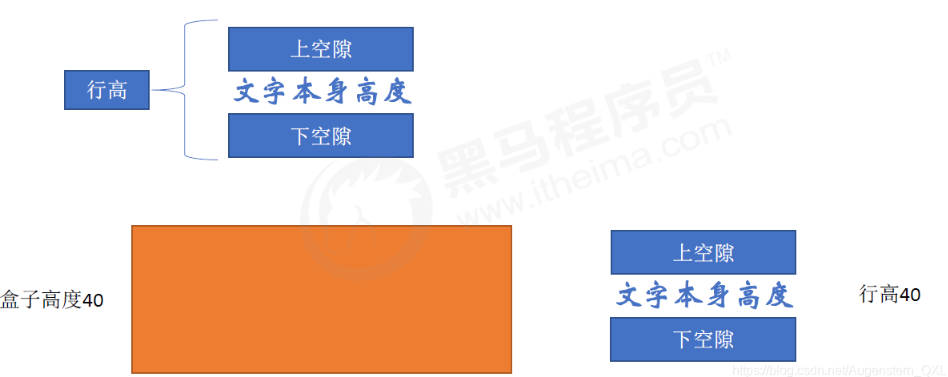 上空隙
行高
文字本身高度
下空隙
黑马程序员™
www.itheima.com
上空隙
盒子高度40
文字本身高度
行高40
下空隙
https://blog.csdn.net/Augenstern_QXL